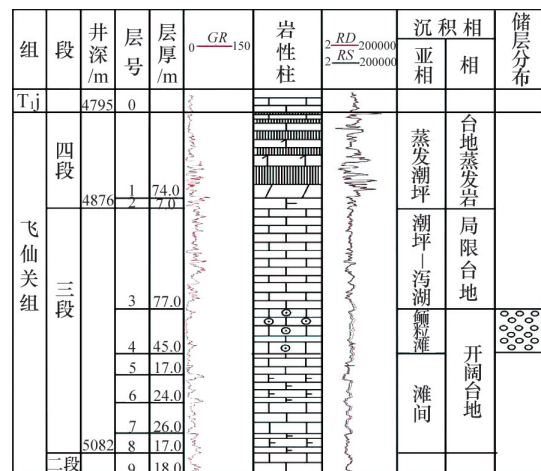 组 段 井深/m 层号 层厚/m 0 GR 150 岩性柱 2 RD 200000 2 RS 200000 沉积相 亚相 相 储层分布
T₁j 4795 0
飞仙关组
四段 4876 1 74.0 蒸发潮坪 台地蒸发岩
2 7.0
三段 3 77.0 潮坪—泻湖 局限台地
4 45.0 鲕粒滩 开阔台地
5 17.0 滩间
6 24.0
7 26.0
5082 8 17.0
二段 9 18.0